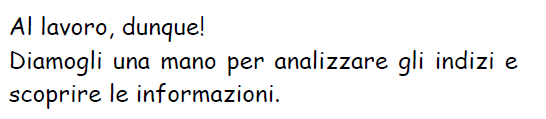 Al lavoro, dunque!
Diamogli una mano per analizzare gli indizi e
scoprire le informazioni.